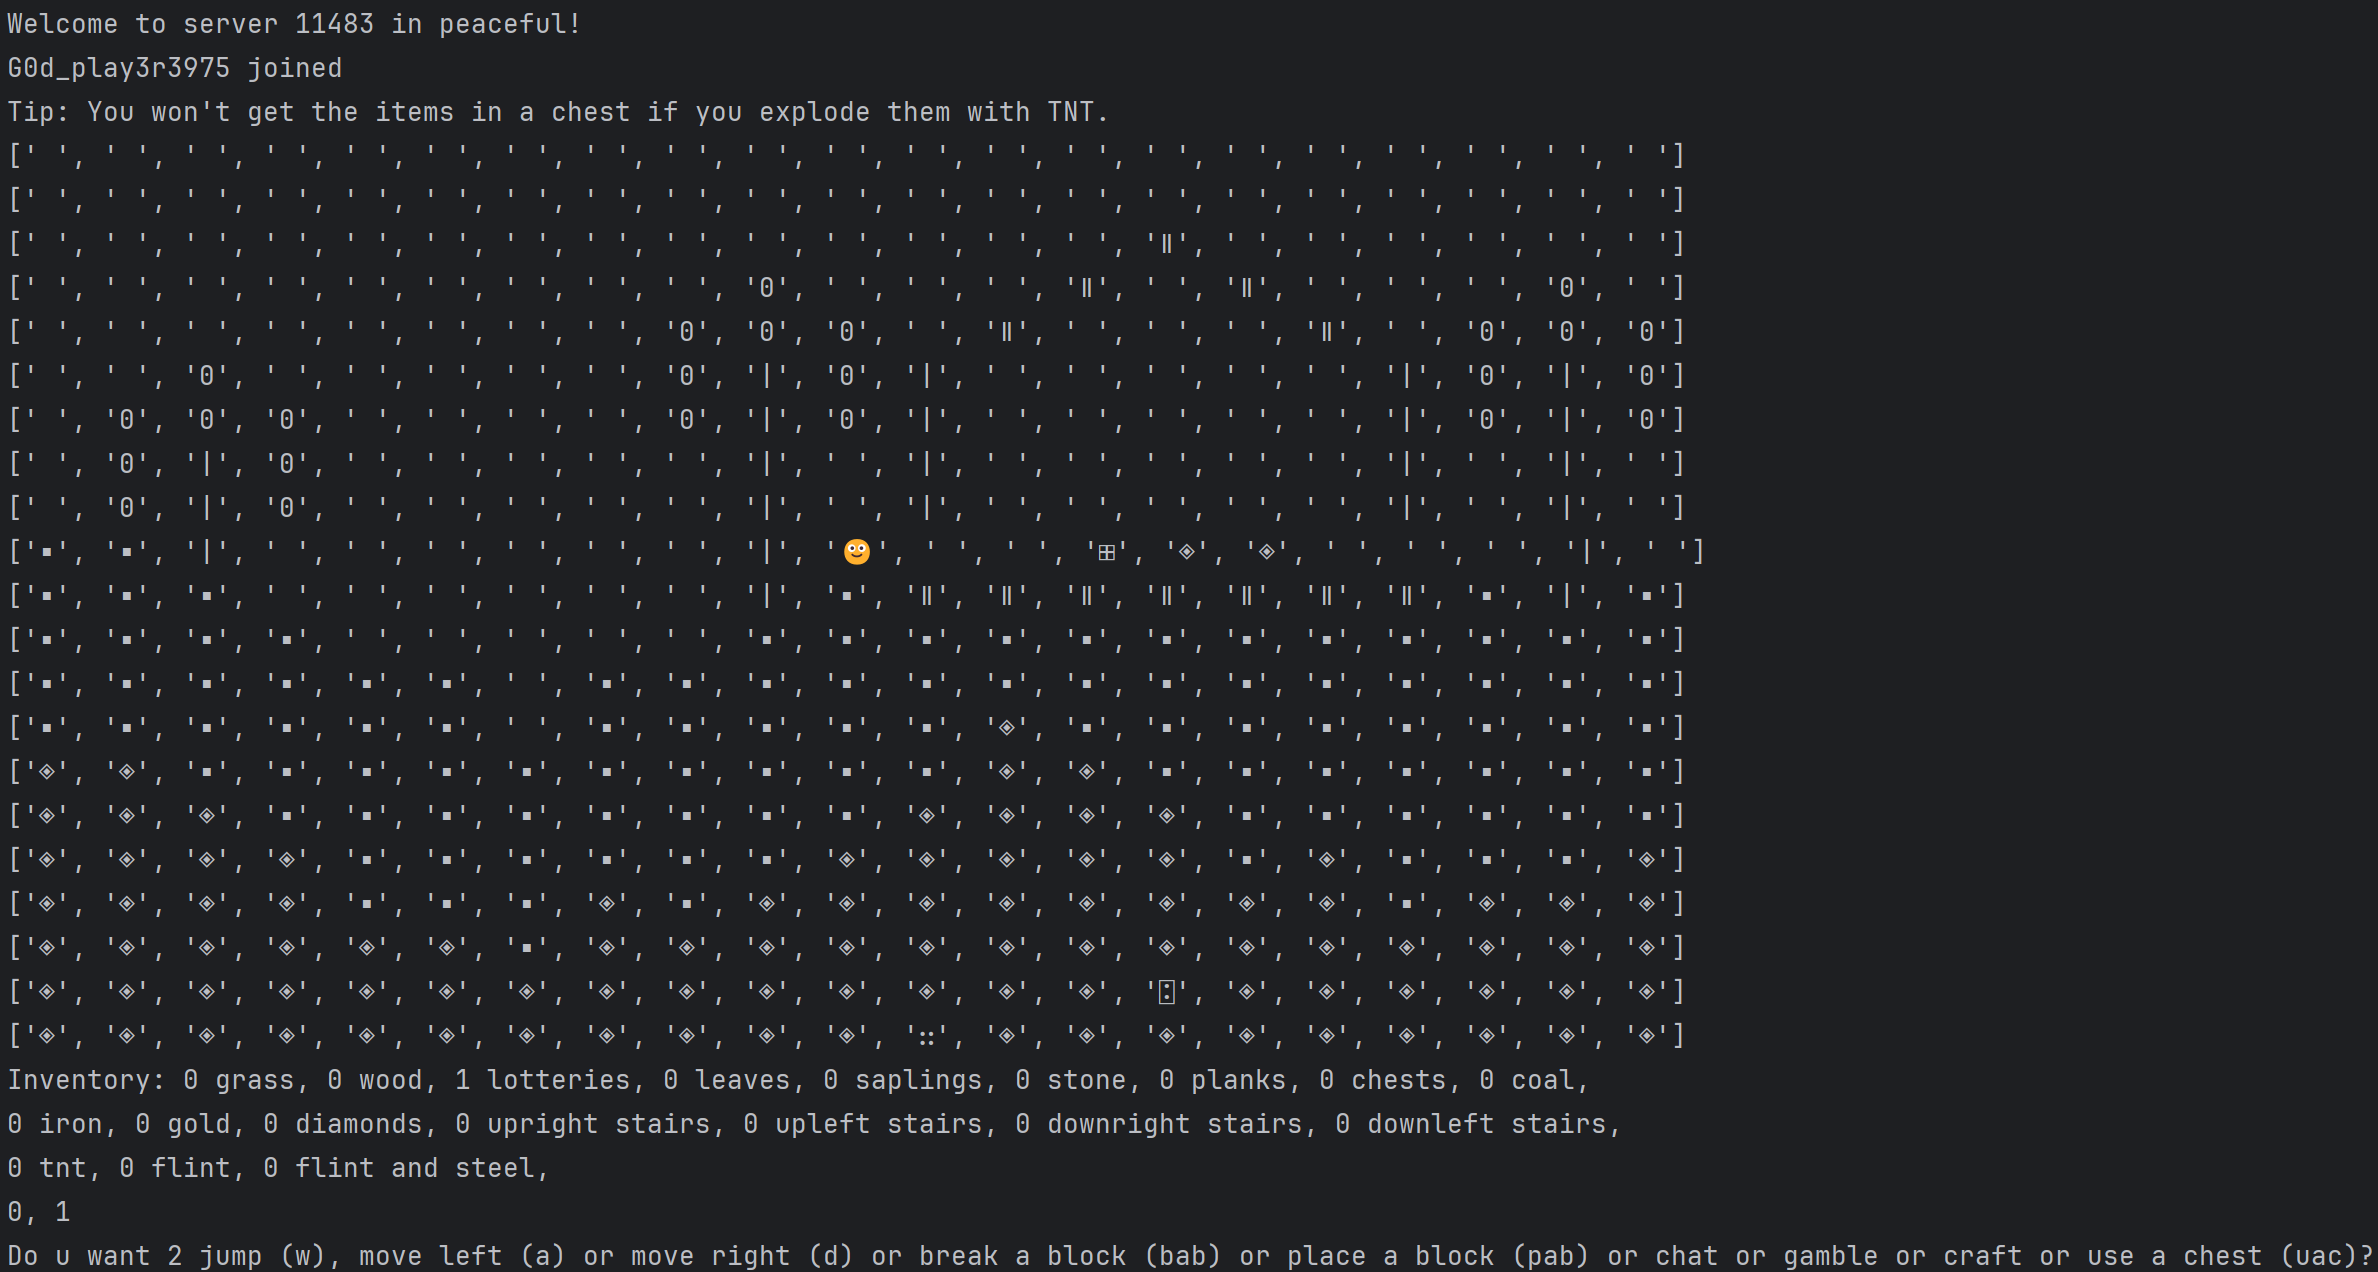 Welcome to server 11483 in peaceful!
G0d_play3r3975 joined
Tip: You won't get the items in a chest if you explode them with TNT.
[' ', ' ', ' ', ' ', ' ', ' ', ' ', ' ', ' ', ' ', ' ', ' ', ' ', ' ', ' ', ' ', ' ', ' ', ' ', ' ', ' ']
[' ', ' ', ' ', ' ', ' ', ' ', ' ', ' ', ' ', ' ', ' ', ' ', ' ', ' ', ' ', ' ', ' ', ' ', ' ', ' ', ' ']
[' ', ' ', ' ', ' ', ' ', ' ', ' ', ' ', ' ', ' ', ' ', ' ', ' ', ' ', '‖', ' ', ' ', ' ', ' ', ' ', ' ']
[' ', ' ', ' ', ' ', ' ', ' ', ' ', ' ', ' ', '0', ' ', ' ', ' ', '‖', ' ', '‖', ' ', ' ', ' ', '0', ' ']
[' ', ' ', ' ', ' ', ' ', ' ', ' ', ' ', '0', '0', '0', ' ', '‖', ' ', ' ', ' ', '‖', ' ', '0', '0', '0']
[' ', ' ', '0', ' ', ' ', ' ', ' ', ' ', '0', '|', '0', '|', ' ', ' ', ' ', ' ', ' ', '|', '0', '|', '0']
[' ', '0', '0', '0', ' ', ' ', ' ', ' ', '0', '|', '0', '|', ' ', ' ', ' ', ' ', ' ', '|', '0', '|', '0']
[' ', '0', '|', '0', ' ', ' ', ' ', ' ', ' ', '|', ' ', '|', ' ', ' ', ' ', ' ', ' ', '|', ' ', '|', ' ']
[' ', '0', '|', '0', ' ', ' ', ' ', ' ', ' ', '|', ' ', '|', ' ', ' ', ' ', ' ', ' ', '|', ' ', '|', ' ']
['▪', '▪', '|', ' ', ' ', ' ', ' ', ' ', ' ', '|', '🙂', ' ', ' ', '⊞', '◈', '◈', ' ', ' ', ' ', '|', ' ']
['▪', '▪', '▪', ' ', ' ', ' ', ' ', ' ', ' ', '|', '▪', '‖', '‖', '‖', '‖', '‖', '‖', '‖', '▪', '|', '▪']
['▪', '▪', '▪', '▪', ' ', ' ', ' ', ' ', ' ', '▪', '▪', '▪', '▪', '▪', '▪', '▪', '▪', '▪', '▪', '▪', '▪']
['▪', '▪', '▪', '▪', '▪', '▪', ' ', '▪', '▪', '▪', '▪', '▪', '▪', '▪', '▪', '▪', '▪', '▪', '▪', '▪', '▪']
['▪', '▪', '▪', '▪', '▪', '▪', ' ', '▪', '▪', '▪', '▪', '▪', '◈', '▪', '▪', '▪', '▪', '▪', '▪', '▪', '▪']
['◈', '◈', '▪', '▪', '▪', '▪', '▪', '▪', '▪', '▪', '▪', '▪', '◈', '◈', '▪', '▪', '▪', '▪', '▪', '▪', '▪']
['◈', '◈', '◈', '▪', '▪', '▪', '▪', '▪', '▪', '▪', '▪', '◈', '◈', '◈', '◈', '▪', '▪', '▪', '▪', '▪', '▪']
['◈', '◈', '◈', '◈', '▪', '▪', '▪', '▪', '▪', '▪', '◈', '◈', '◈', '◈', '◈', '▪', '◈', '▪', '▪', '▪', '◈']
['◈', '◈', '◈', '◈', '▪', '▪', '▪', '◈', '▪', '◈', '◈', '◈', '◈', '◈', '◈', '◈', '◈', '▪', '◈', '◈', '◈']
['◈', '◈', '◈', '◈', '◈', '◈', '▪', '◈', '◈', '◈', '◈', '◈', '◈', '◈', '◈', '◈', '◈', '◈', '◈', '◈', '◈']
['◈', '◈', '◈', '◈', '◈', '◈', '◈', '◈', '◈', '◈', '◈', '◈', '◈', '◈', '⍠', '◈', '◈', '◈', '◈', '◈', '◈']
['◈', '◈', '◈', '◈', '◈', '◈', '◈', '◈', '◈', '◈', '◈', '::', '◈', '◈', '◈', '◈', '◈', '◈', '◈', '◈', '◈']
Inventory: 0 grass, 0 wood, 1 lotteries, 0 leaves, 0 saplings, 0 stone, 0 planks, 0 chests, 0 coal,
0 iron, 0 gold, 0 diamonds, 0 upright stairs, 0 upleft stairs, 0 downright stairs, 0 downleft stairs,
0 tnt, 0 flint, 0 flint and steel,
0, 1
Do u want 2 jump (w), move left (a) or move right (d) or break a block (bab) or place a block (pab) or chat or gamble or craft or use a chest (uac)?